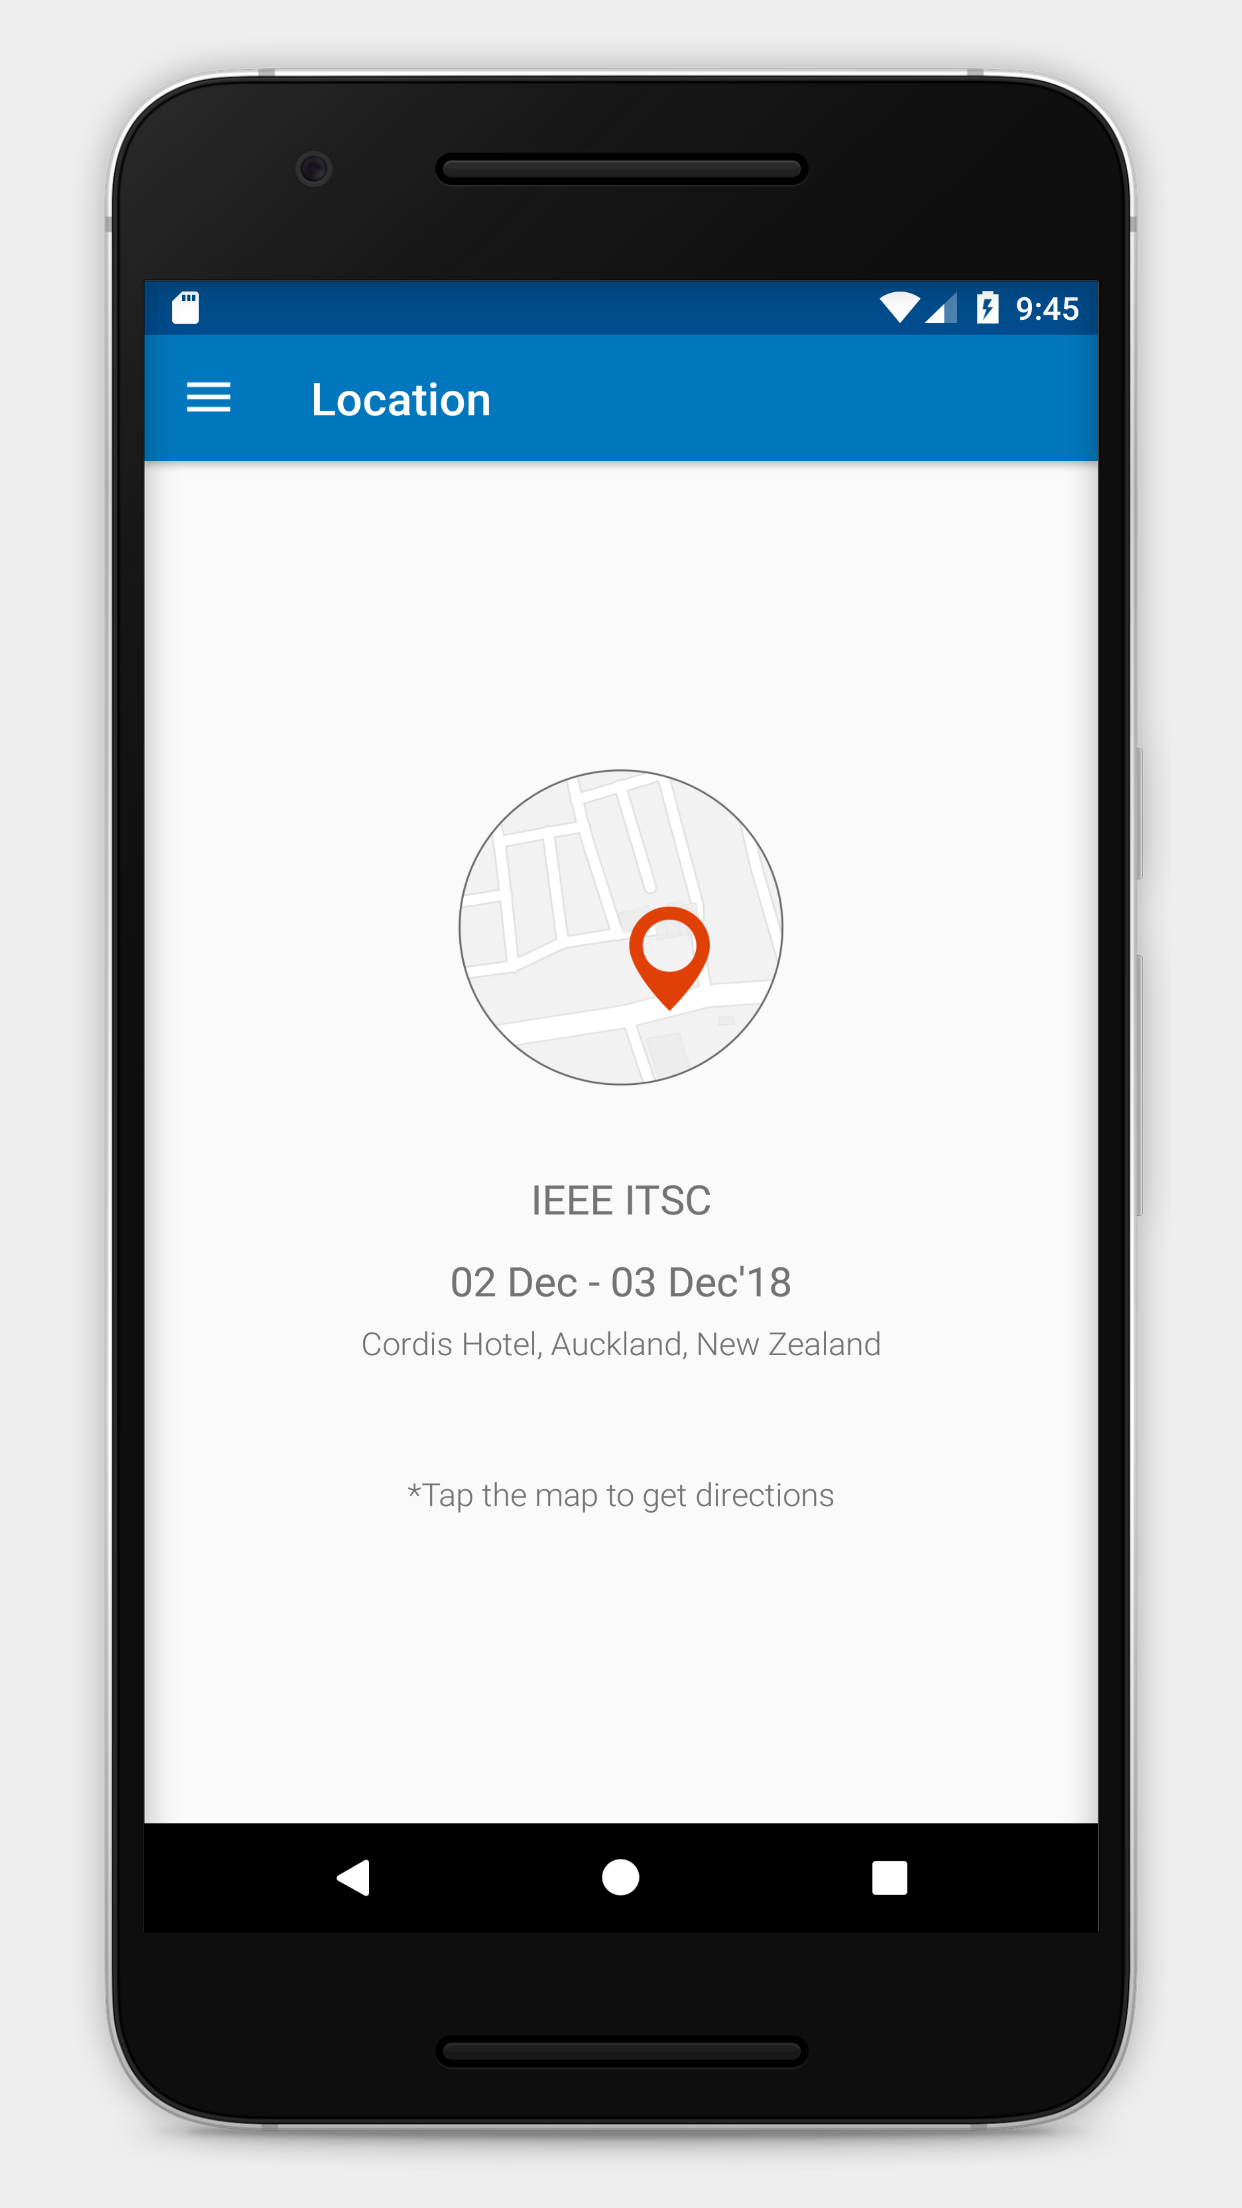 9:45
Location
IEEE ITSC
02 Dec - 03 Dec'18
Cordis Hotel, Auckland, New Zealand
*Tap the map to get directions